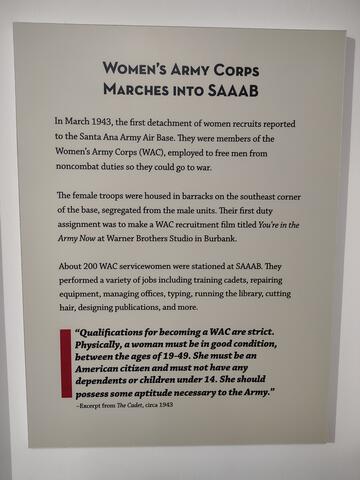 WOMEN'S ARMY CORPS
MARCHES INTO SAAAB
In March 1943, the first detachment of women recruits reported
to the Santa Ana Army Air Base. They were members of the
Women's Army Corps (WAC), employed to free men from
noncombat duties so they could go to war.
The female troops were housed in barracks on the southeast corner
of the base, segregated from the male units. Their first duty
assignment was to make a WAC recruitment film titled You're in the
Army Now at Warner Brothers Studio in Burbank.
About 200 WAC servicewomen were stationed at SAAAB. They
performed a variety of jobs including training cadets, repairing
equipment, managing offices, typing, running the library, cutting
hair, designing publications, and more.
"Qualifications for becoming a WAC are strict.
Physically, a woman must be in good condition,
between the ages of 19-49. She must be an
American citizen and must not have any
dependents or children under 14. She should
possess some aptitude necessary to the Army."
–Excerpt from The Cadet, circa 1943